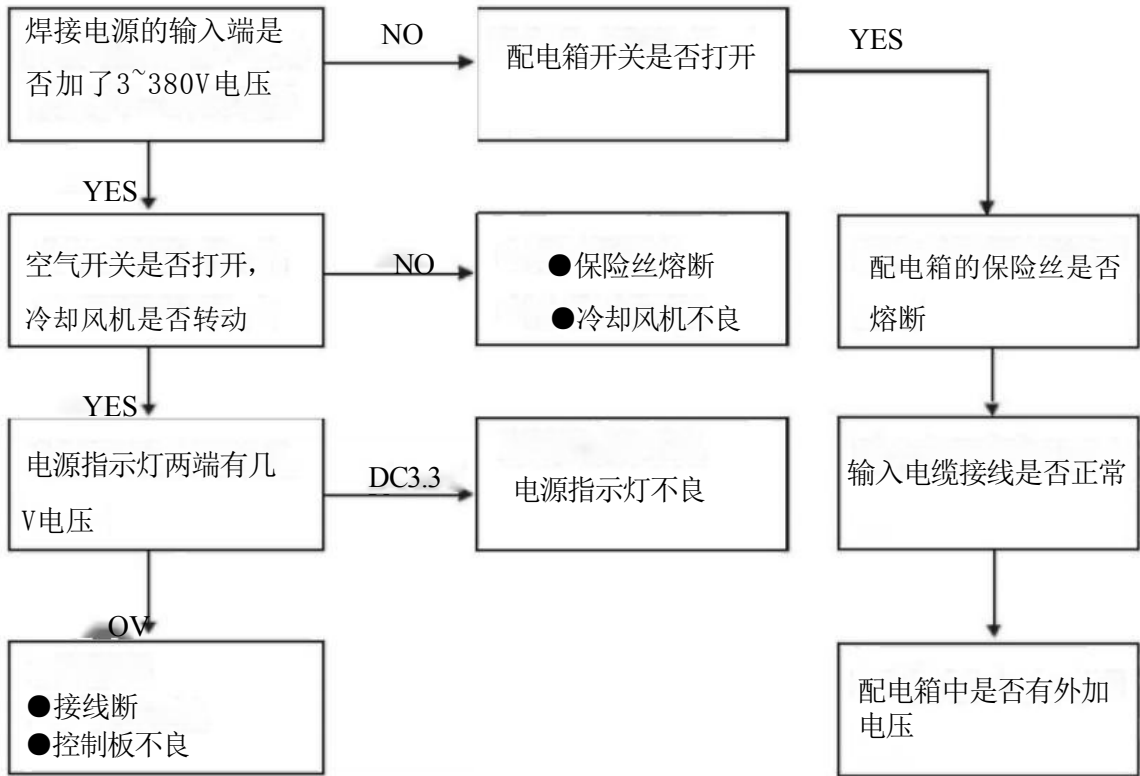 焊接电源的输入端是
否加了3~380V电压
NO
配电箱开关是否打开
YES
YES
空气开关是否打开，
冷却风机是否转动
NO
●保险丝熔断
●冷却风机不良
配电箱的保险丝是否
熔断
YES
电源指示灯两端有几
V电压
DC3.3
电源指示灯不良
输入电缆接线是否正常
OV
●接线断
●控制板不良
配电箱中是否有外加
电压